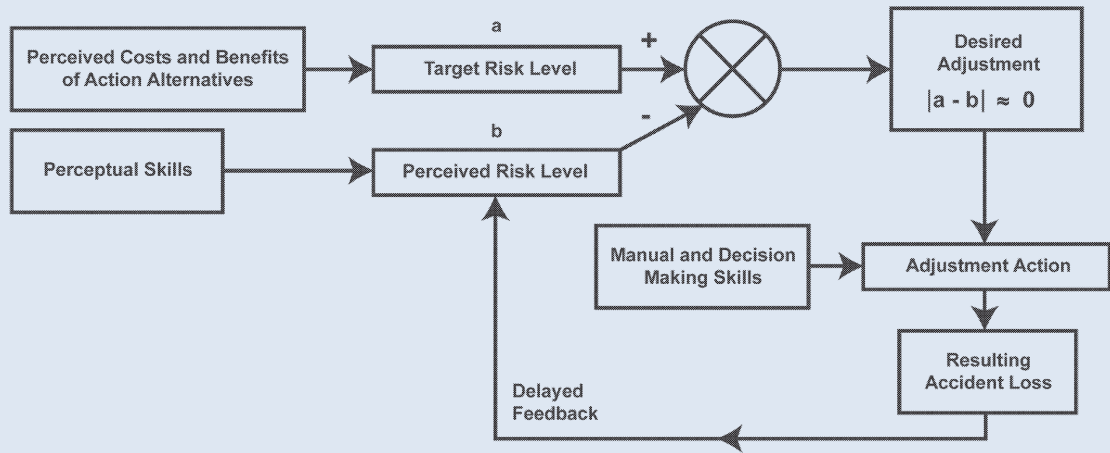 Perceived Costs and Benefits
of Action Alternatives
a
Target Risk Level
+
Desired
Adjustment
|a - b| ≈ 0
Perceptual Skills
b
Perceived Risk Level
-
Manual and Decision
Making Skills
Adjustment Action
Resulting
Accident Loss
Delayed
Feedback